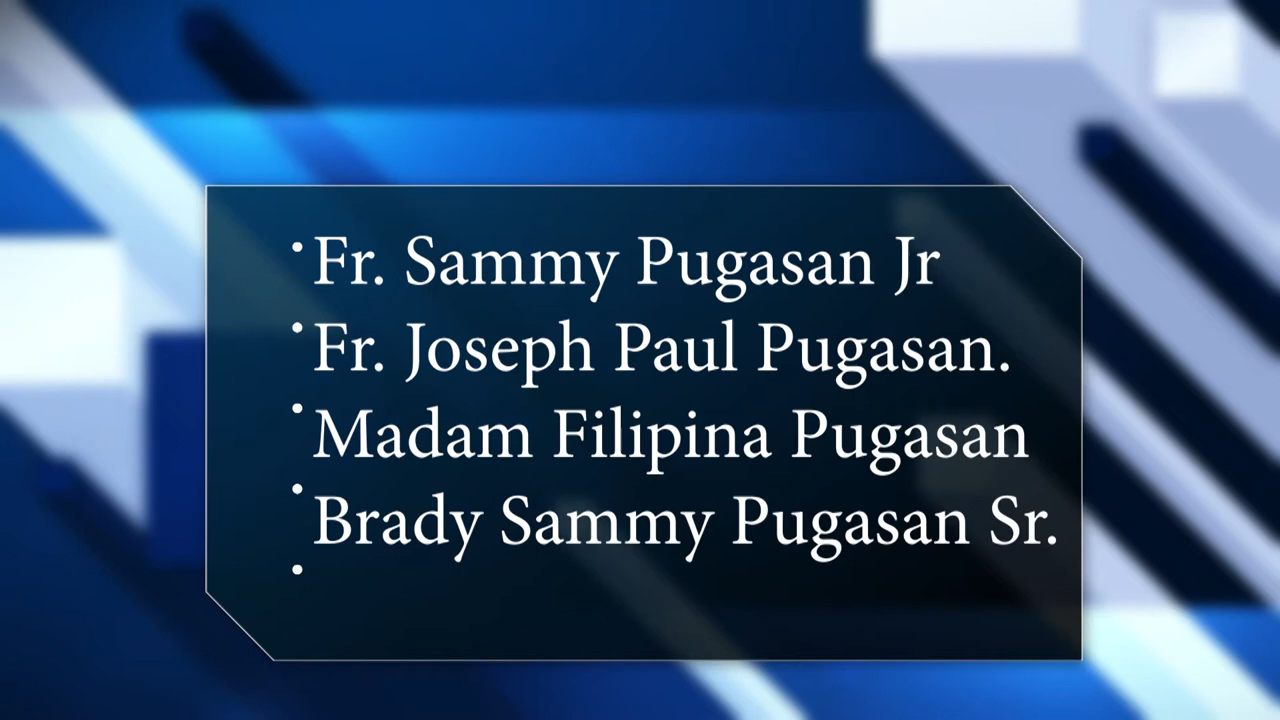 • Fr. Sammy Pugasan Jr
• Fr. Joseph Paul Pugasan.
• Madam Filipina Pugasan
• Brady Sammy Pugasan Sr.
•